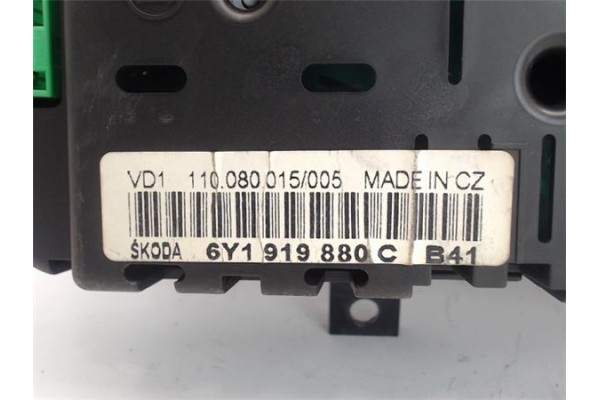 VD1 110.080.015/005 MADE IN CZ
ŠKODA 6Y1 919 880 C B41